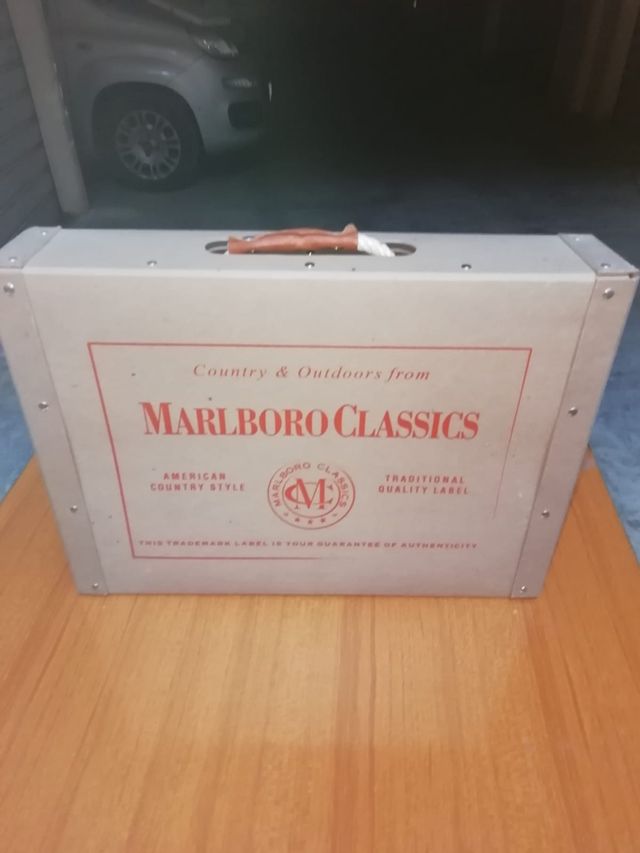 Country & Outdoors from
MARLBORO CLASSICS
AMERICAN
COUNTRY STYLE
MARLBORO CLASSICS
CM
TRADITIONAL
QUALITY LABEL
THIS TRADEMARK LABEL IS YOUR GUARANTEE OF AUTHENTICITY